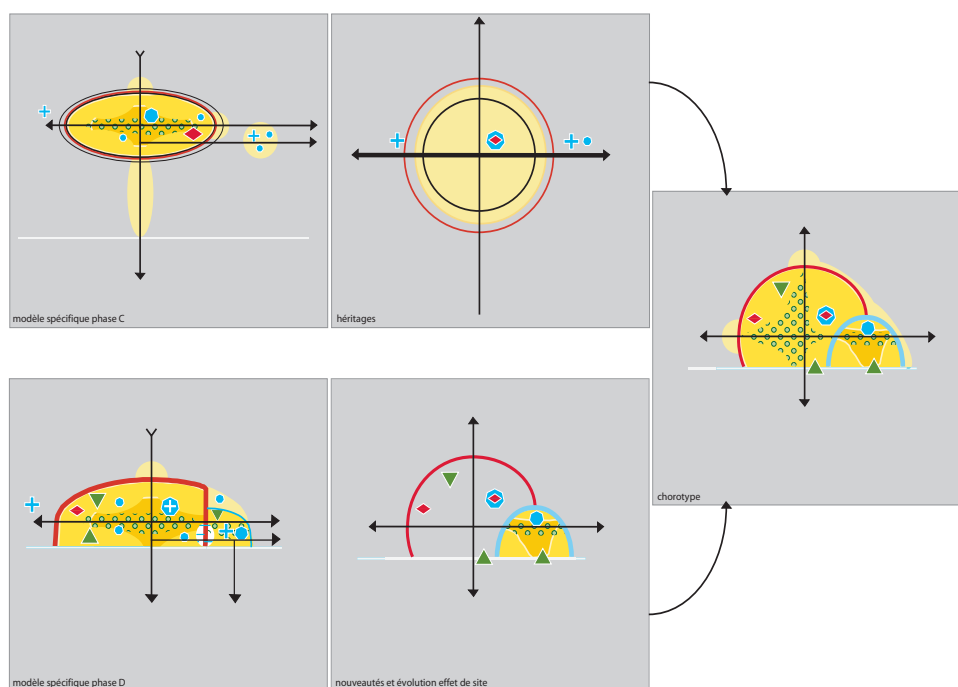 modèle spécifique phase C
héritages
chorotype
modèle spécifique phase D
nouveautés et évolution effet de site